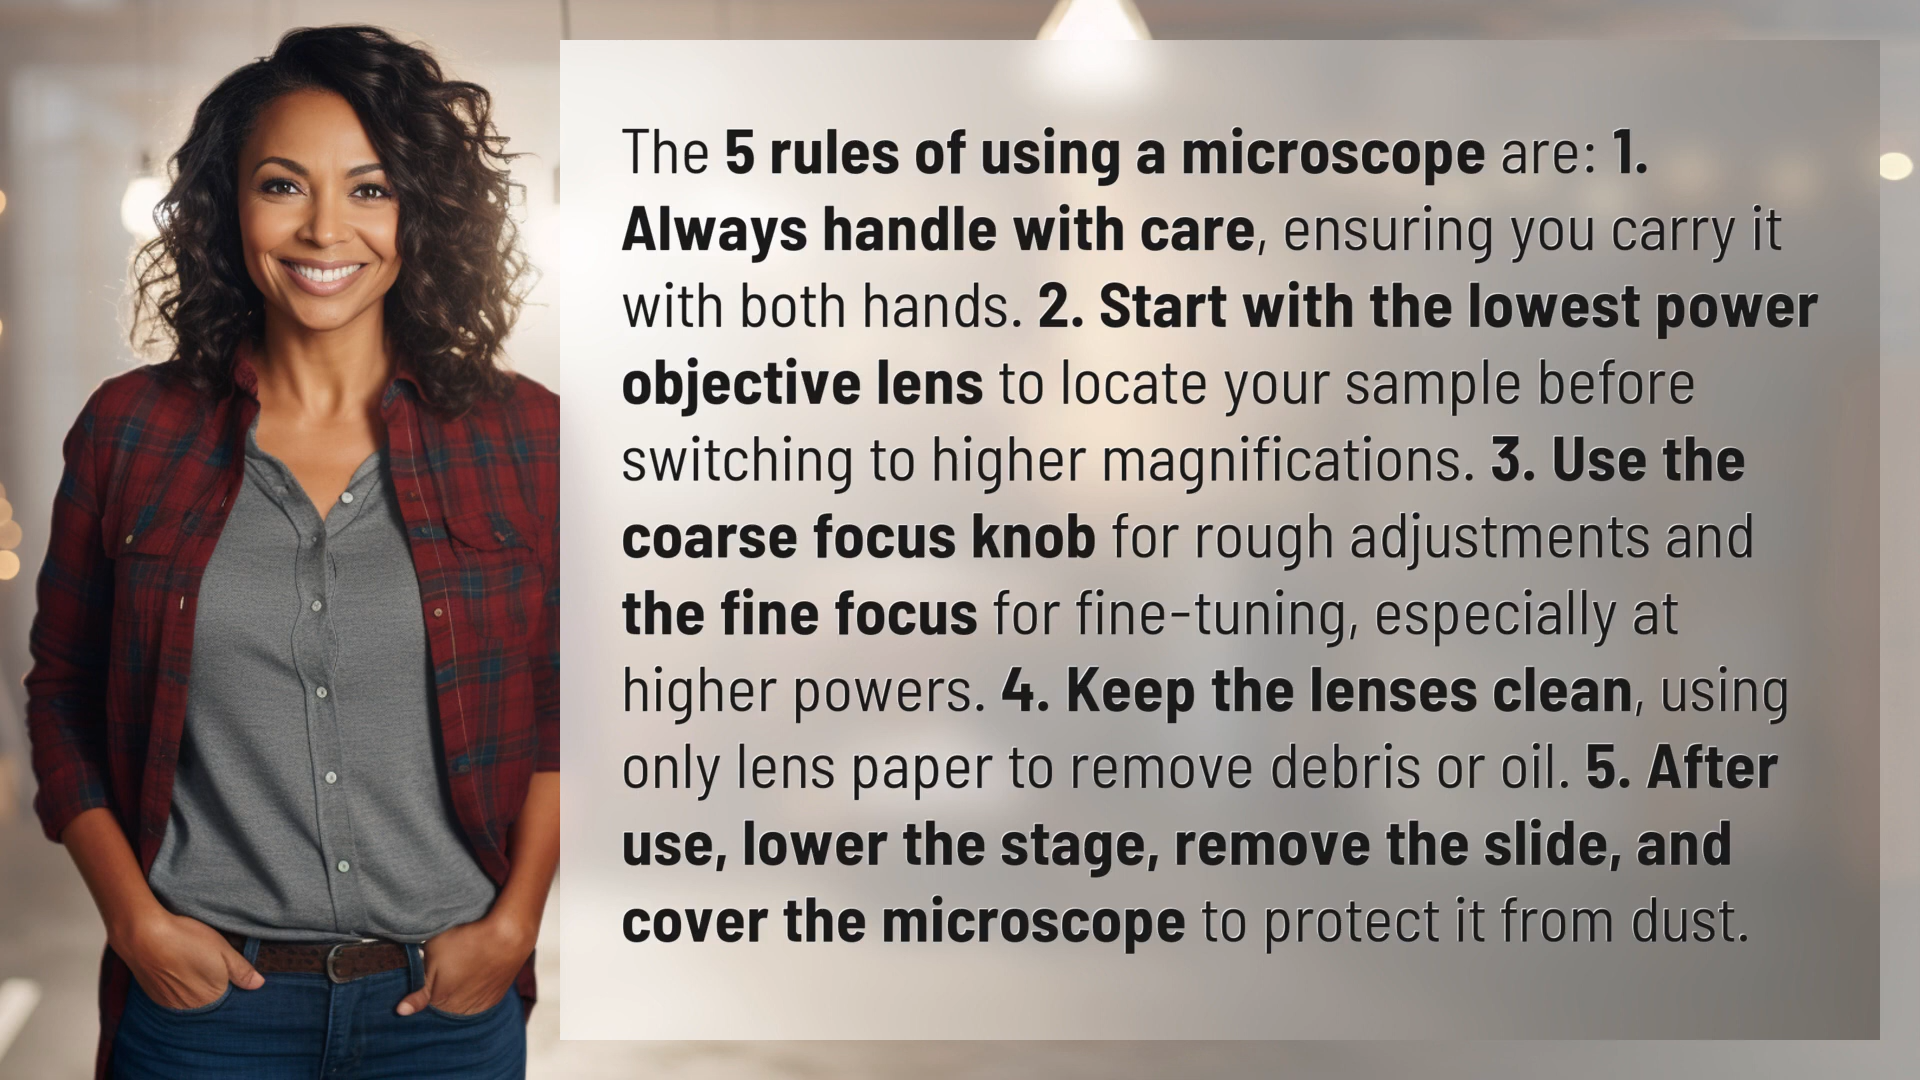 The 5 rules of using a microscope are: 1.
Always handle with care, ensuring you carry it
with both hands. 2. Start with the lowest power
objective lens to locate your sample before
switching to higher magnifications. 3. Use the
coarse focus knob for rough adjustments and
the fine focus for fine-tuning, especially at
higher powers. 4. Keep the lenses clean, using
only lens paper to remove debris or oil. 5. After
use, lower the stage, remove the slide, and
cover the microscope to protect it from dust.